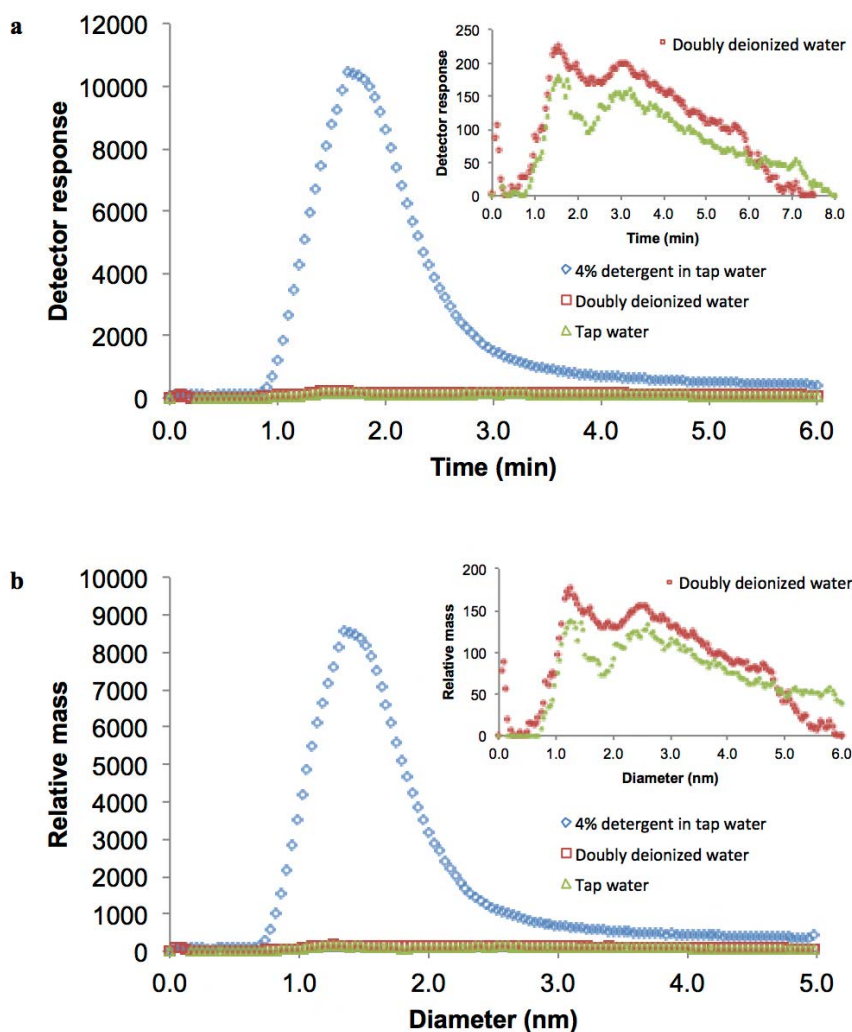 a
12000
10000
8000
6000
4000
2000
0
Detector response
0.0 1.0 2.0 3.0 4.0 5.0 6.0
Time (min)
250
200
150
100
50
0
Detector response
Doubly deionized water
0.0 1.0 2.0 3.0 4.0 5.0 6.0 7.0 8.0
Time (min)
4% detergent in tap water
Doubly deionized water
Tap water
b
10000
9000
8000
7000
6000
5000
4000
3000
2000
1000
0
Relative mass
0.0 1.0 2.0 3.0 4.0 5.0
Diameter (nm)
200
150
100
50
0
Relative mass
Doubly deionized water
0.0 1.0 2.0 3.0 4.0 5.0 6.0
Diameter (nm)
4% detergent in tap water
Doubly deionized water
Tap water